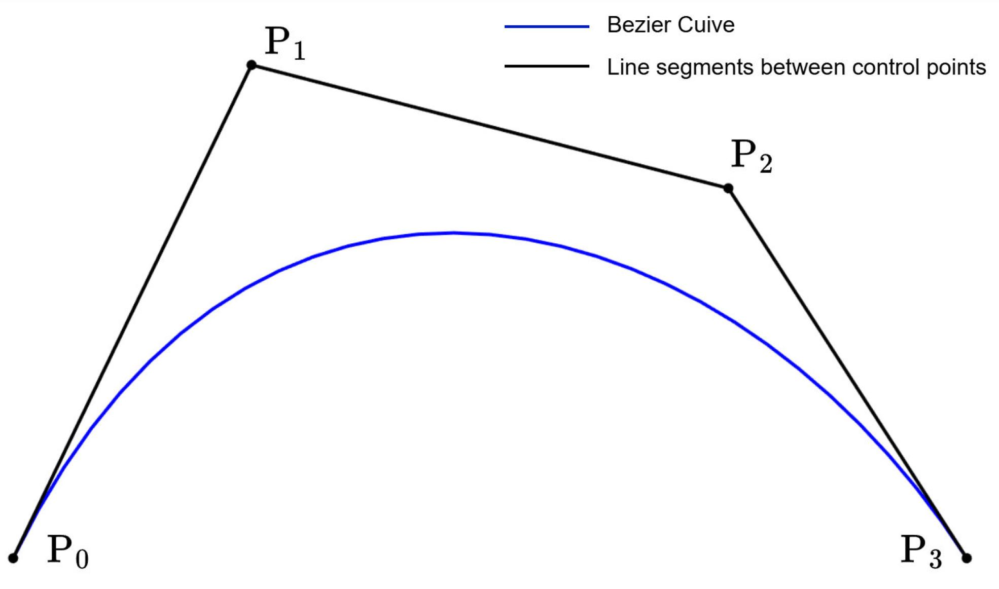 P₁
Bezier Cuive
Line segments between control points
P₂
P₀
P₃